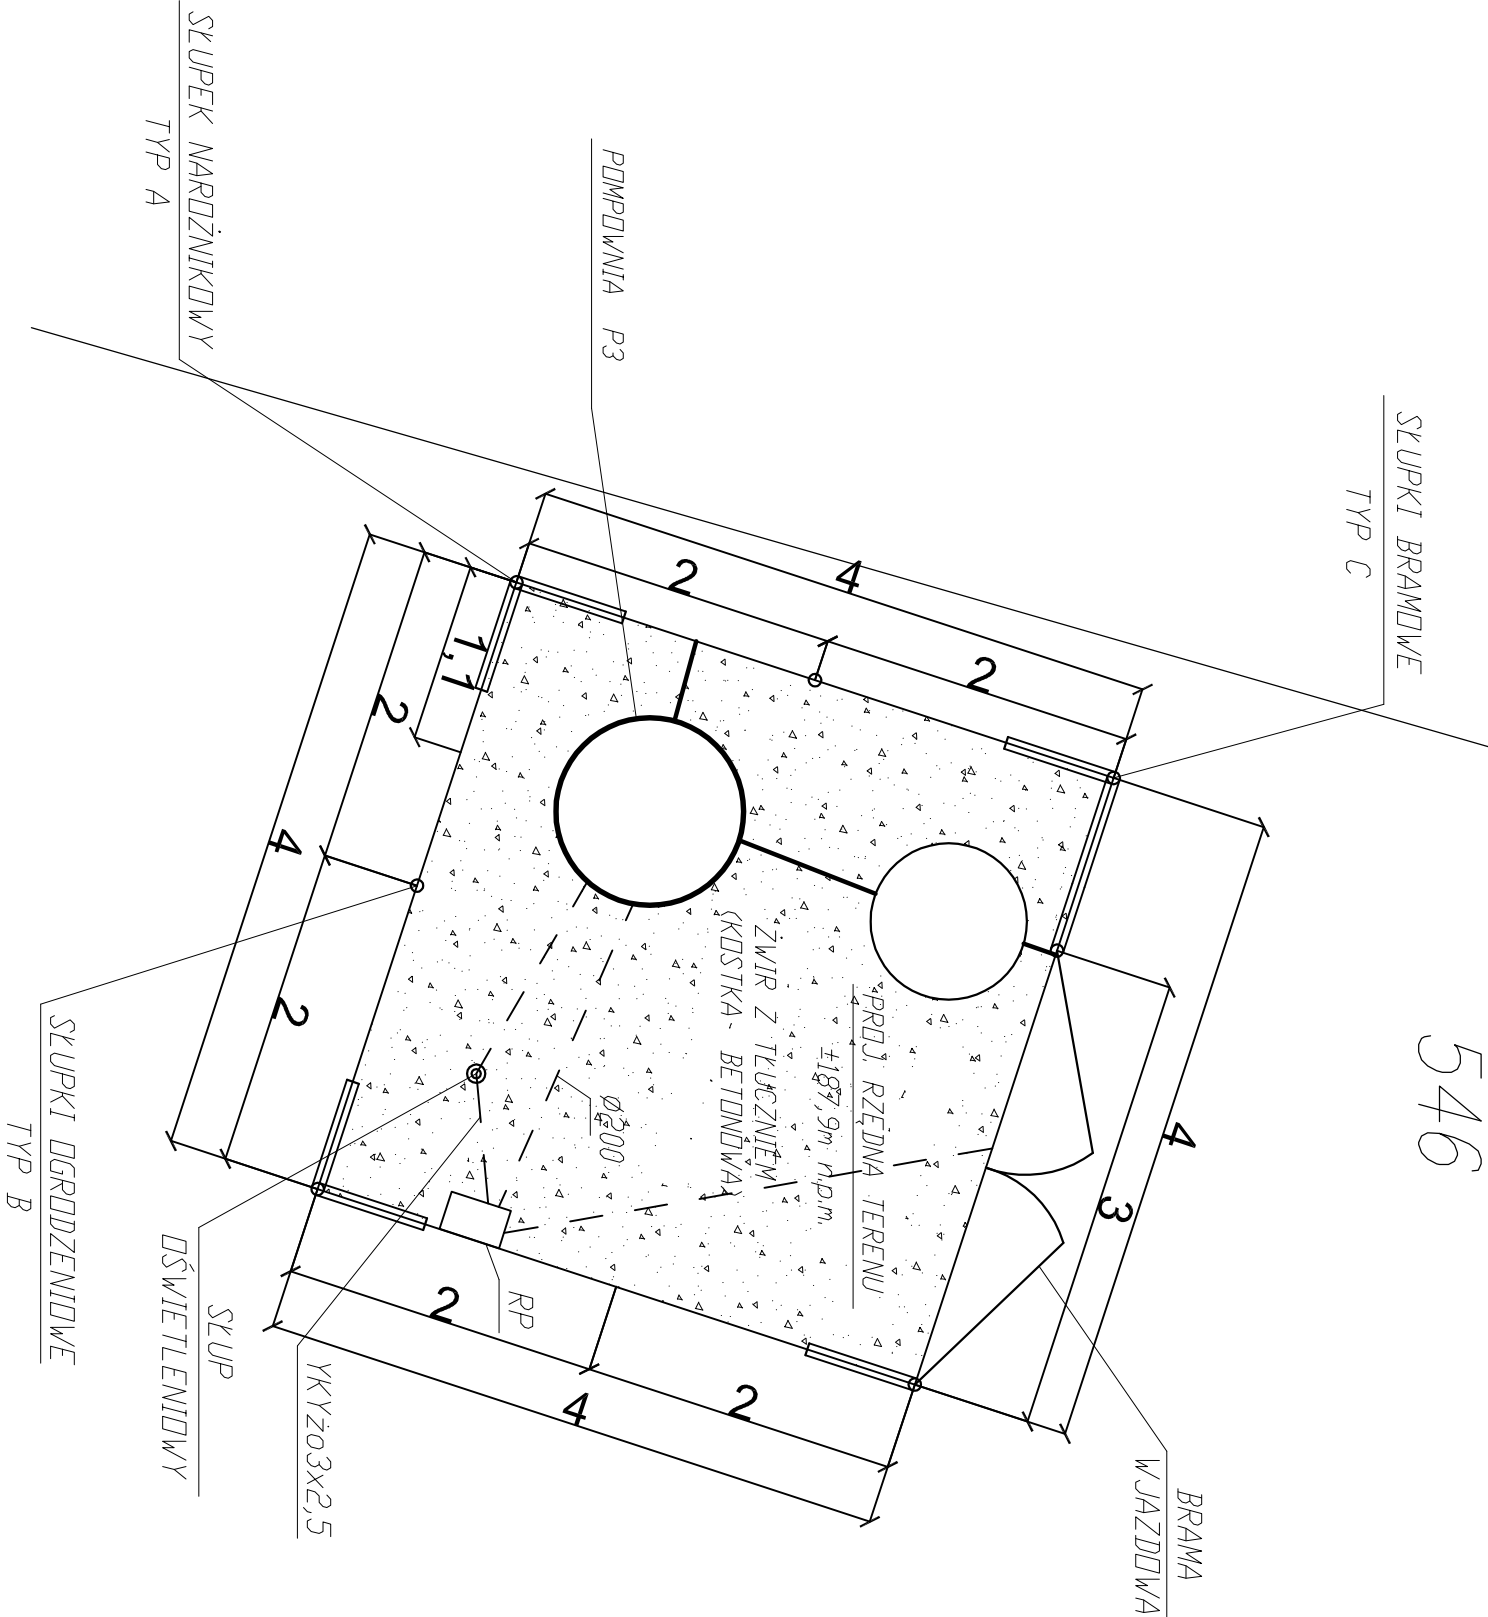 SŁUPEK NAROŻNIKOWY
TYP A
POMPOWNIA P3
SŁUPKI BRAMOWE
TYP C
546
4
2
2
1,1
2
4
2
4
3
ŻWIR Z TŁUCZNIEM
(KOSTKA- BETONOWA)
PROJ. RZĘDNA TERENU
±187,9m n.p.m.
Ø200
RP
2
2
4
SŁUPKI OGRODZENIOWE
TYP B
SŁUP
OŚWIETLENIOWY
YKYżo3x2,5
BRAMA
WJAZDOWA